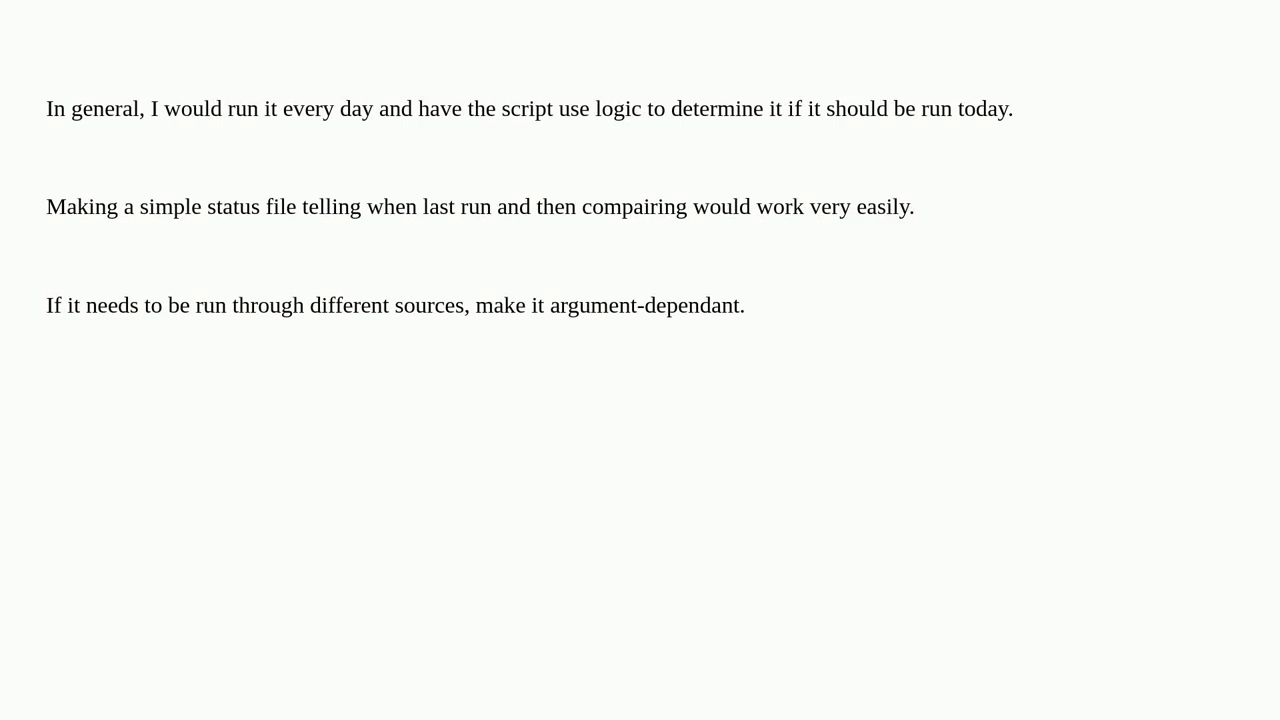 In general, I would run it every day and have the script use logic to determine it if it should be run today.
Making a simple status file telling when last run and then compairing would work very easily.
If it needs to be run through different sources, make it argument-dependant.